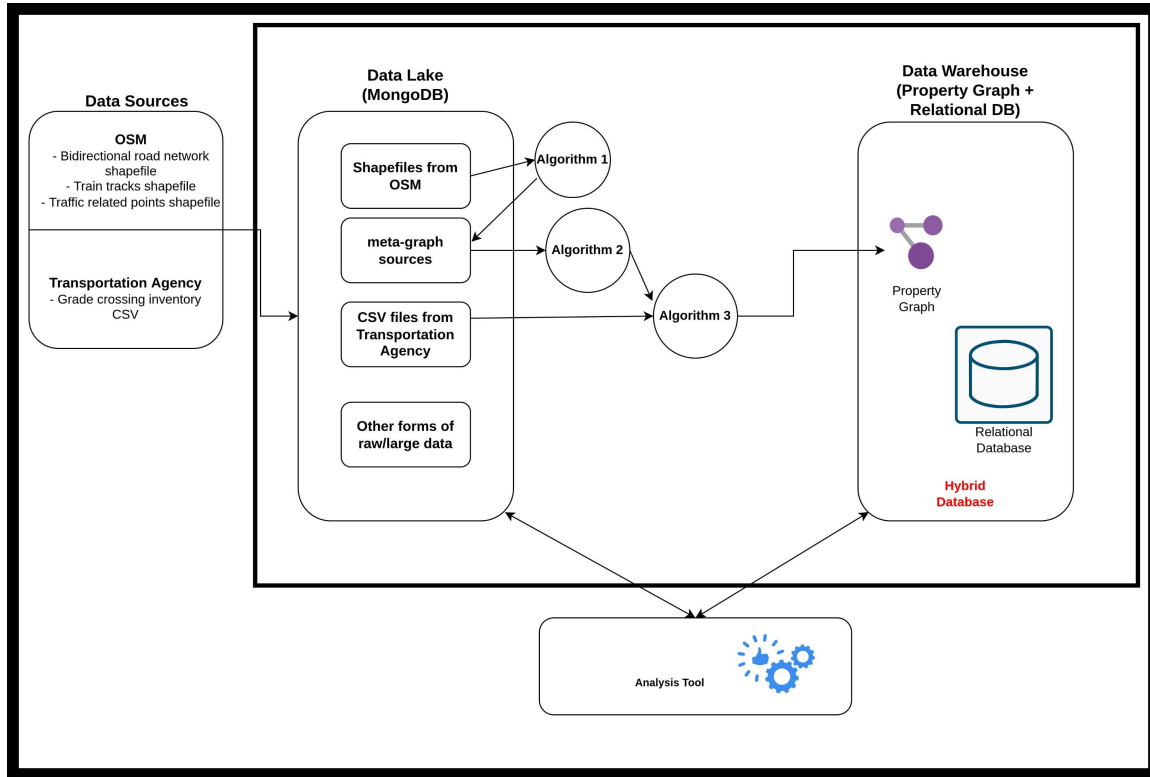 Data Sources
OSM
- Bidirectional road network
shapefile
- Train tracks shapefile
- Traffic related points shapefile
Transportation Agency
- Grade crossing inventory
CSV
Data Lake
(MongoDB)
Shapefiles from
OSM
meta-graph
sources
CSV files from
Transportation
Agency
Other forms of
raw/large data
Algorithm 1
Algorithm 2
Algorithm 3
Data Warehouse
(Property Graph +
Relational DB)
Property
Graph
Relational
Database
Hybrid
Database
Analysis Tool